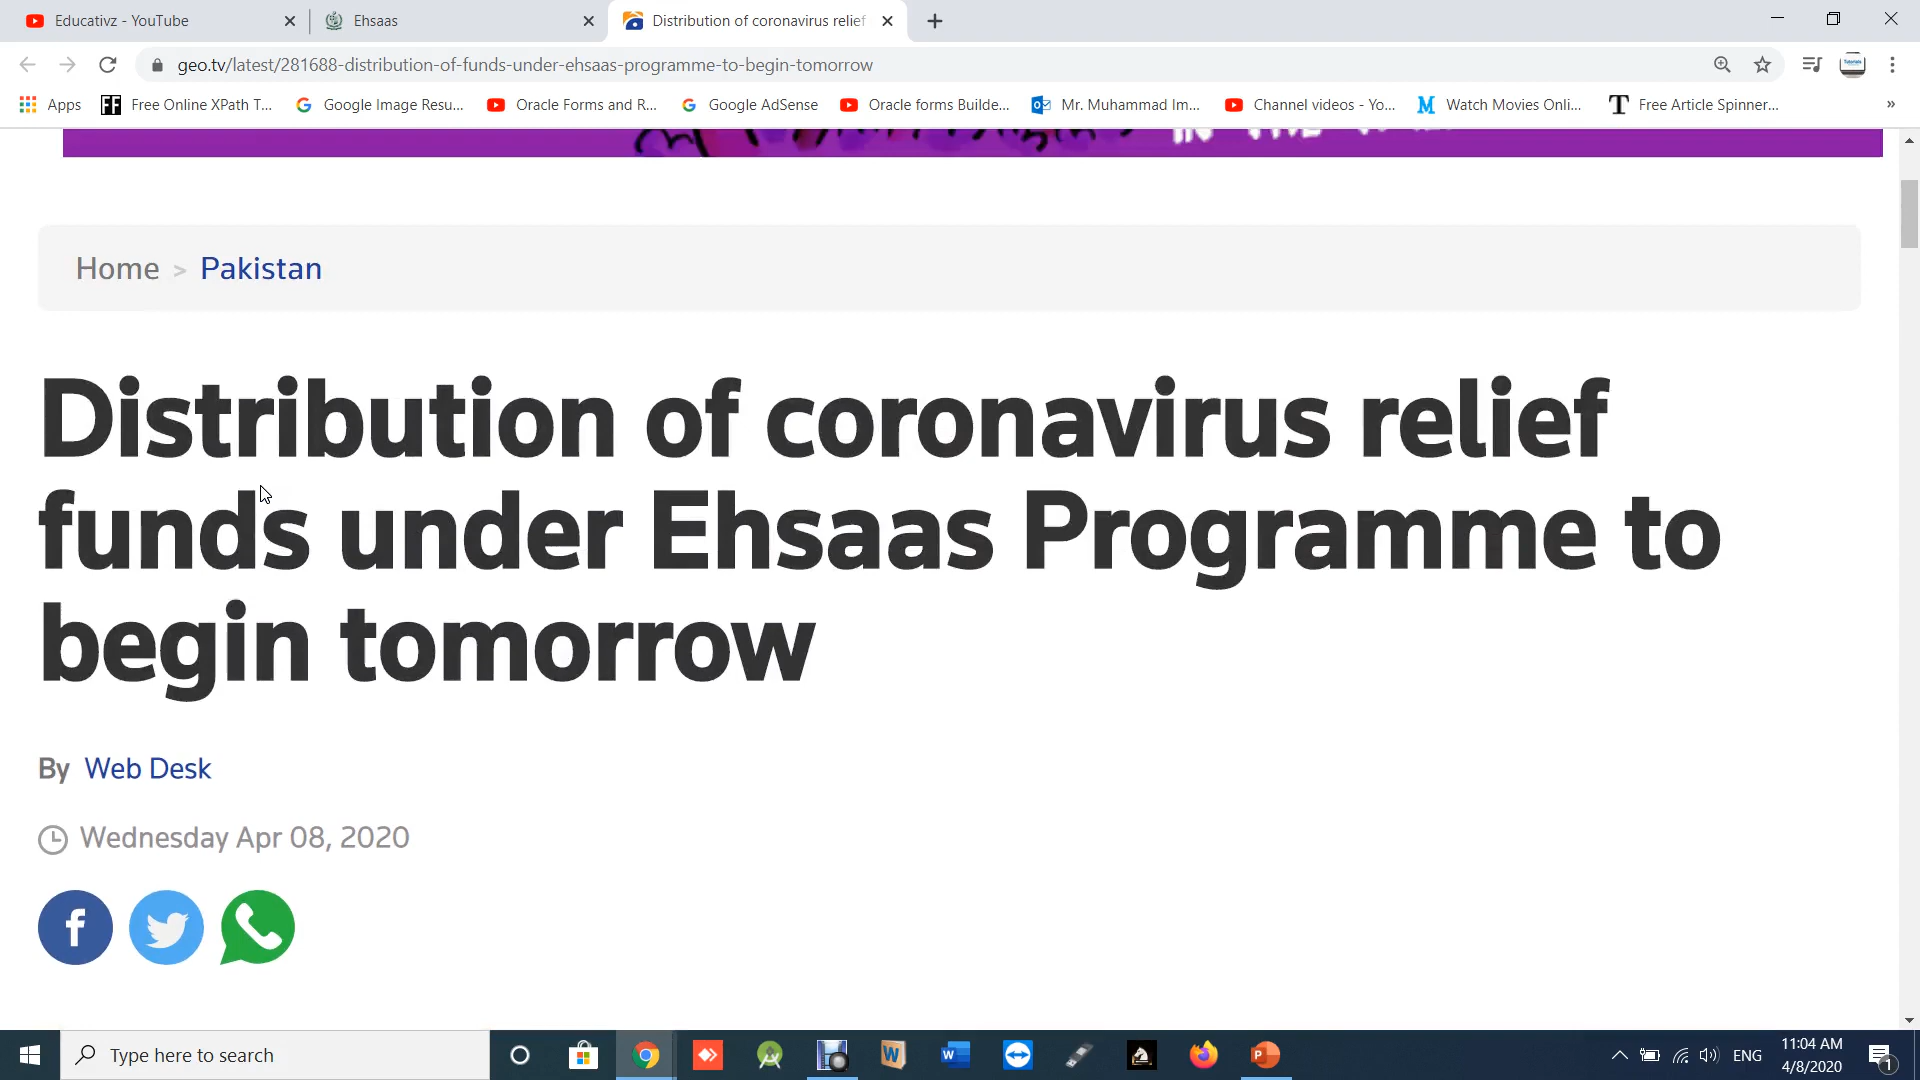 Educativz - YouTube
Ehsaas
Distribution of coronavirus relief
geo.tv/latest/281688-distribution-of-funds-under-ehsaas-programme-to-begin-tomorrow
Apps
Free Online XPath T...
Google Image Resu...
Oracle Forms and R...
Google AdSense
Oracle forms Builde...
Mr. Muhammad Im...
Channel videos - Yo...
Watch Movies Onli...
Free Article Spinner...
»
Home > Pakistan
Distribution of coronavirus relief
funds under Ehsaas Programme to
begin tomorrow
By Web Desk
Wednesday Apr 08, 2020
Type here to search
ENG
11:04 AM
4/8/2020
1